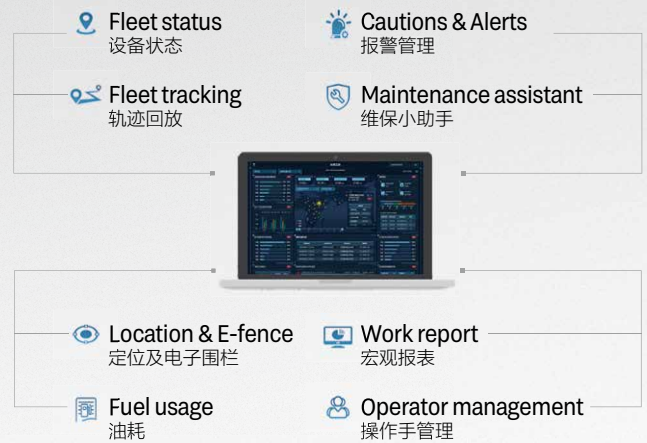 Fleet status
设备状态
Cautions & Alerts
报警管理
Fleet tracking
轨迹回放
Maintenance assistant
维保小助手
Location & E-fence
定位及电子围栏
Work report
宏观报表
Fuel usage
油耗
Operator management
操作手管理